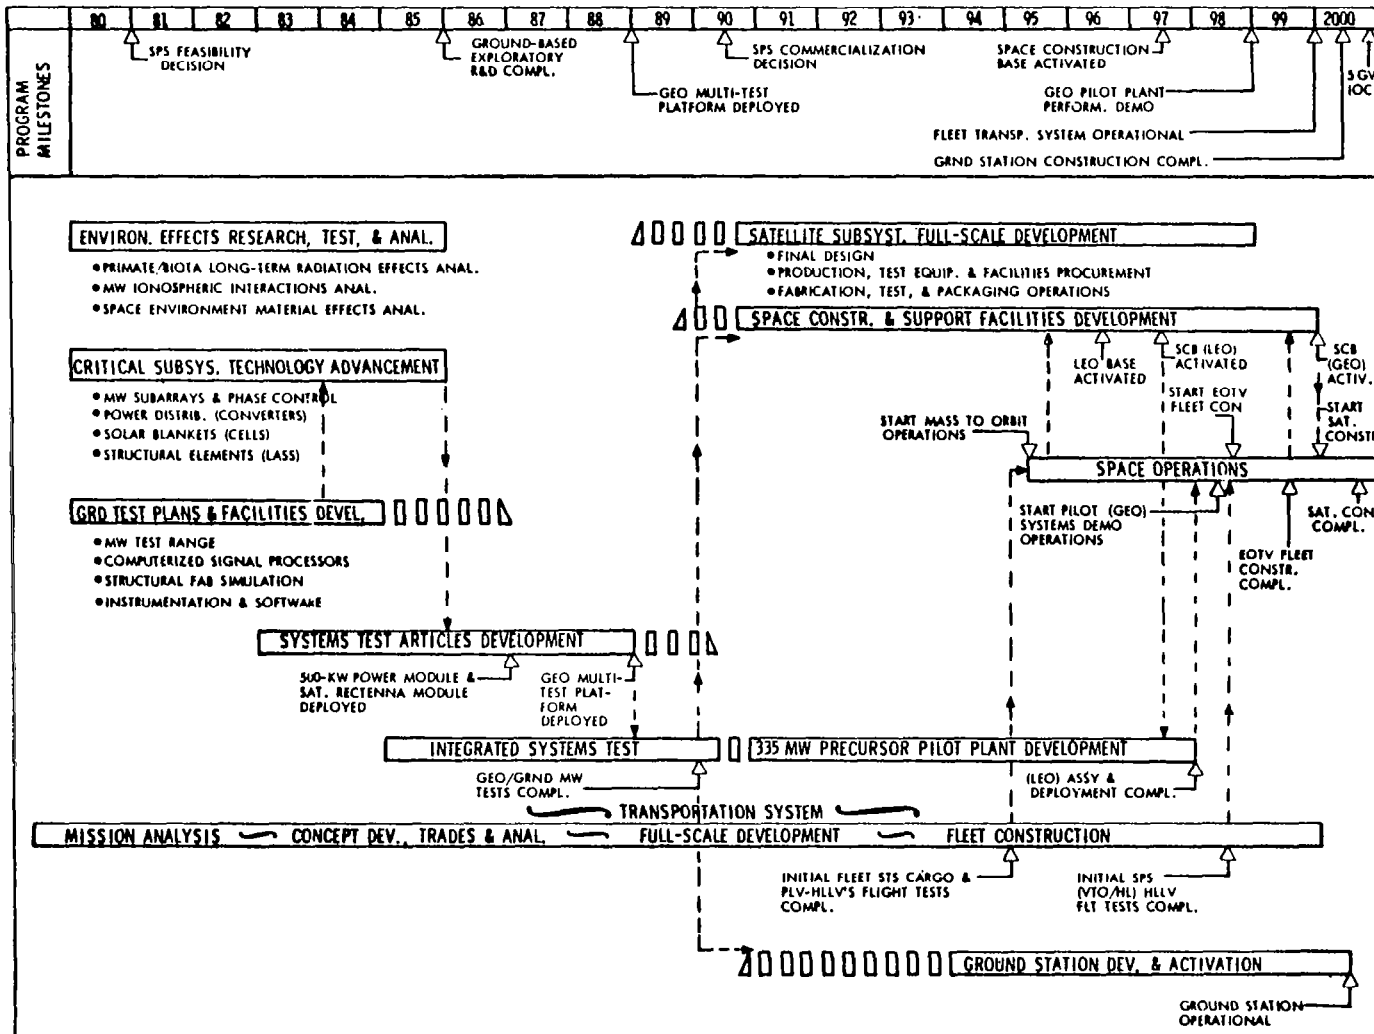 80 81 82 83 84 85 86 87 88 89 90 91 92 93 94 95 96 97 98 99 2000
PROGRAM
MILESTONES
SPS FEASIBILITY
DECISION
GROUND-BASED
EXPLORATORY
R&D COMPL.
GEO MULTI-TEST
PLATFORM DEPLOYED
SPS COMMERCIALIZATION
DECISION
SPACE CONSTRUCTION
BASE ACTIVATED
GEO PILOT PLANT
PERFORM. DEMO
5 GW
IOC
FLEET TRANSP. SYSTEM OPERATIONAL
GRND STATION CONSTRUCTION COMPL.
ENVIRON. EFFECTS RESEARCH, TEST, & ANAL.
•PRIMATE/BIOTA LONG-TERM RADIATION EFFECTS ANAL.
•MW IONOSPHERIC INTERACTIONS ANAL.
•SPACE ENVIRONMENT MATERIAL EFFECTS ANAL.
SATELLITE SUBSYST. FULL-SCALE DEVELOPMENT
•FINAL DESIGN
•PRODUCTION, TEST EQUIP. & FACILITIES PROCUREMENT
•FABRICATION, TEST, & PACKAGING OPERATIONS
SPACE CONSTR. & SUPPORT FACILITIES DEVELOPMENT
LEO BASE
ACTIVATED
SCB (LEO)
ACTIVATED
SCB
(GEO)
ACTIV.
CRITICAL SUBSYS. TECHNOLOGY ADVANCEMENT
•MW SUBARRAYS & PHASE CONTROL
•POWER DISTRIB. (CONVERTERS)
•SOLAR BLANKETS (CELLS)
•STRUCTURAL ELEMENTS (LASS)
START EOTV
FLEET CON
START MASS TO ORBIT
OPERATIONS
START
SAT.
CONSTR
SPACE OPERATIONS
GRD TEST PLANS & FACILITIES DEVEL.
•MW TEST RANGE
•COMPUTERIZED SIGNAL PROCESSORS
•STRUCTURAL FAB SIMULATION
•INSTRUMENTATION & SOFTWARE
START PILOT (GEO)
SYSTEMS DEMO
OPERATIONS
SAT. CON
COMPL.
EOTV FLEET
CONSTR.
COMPL.
SYSTEMS TEST ARTICLES DEVELOPMENT
500-KW POWER MODULE &
SAT. RECTENNA MODULE
DEPLOYED
GEO MULTI-
TEST PLAT-
FORM
DEPLOYED
INTEGRATED SYSTEMS TEST
335 MW PRECURSOR PILOT PLANT DEVELOPMENT
GEO/GRND MW
TESTS COMPL.
(LEO) ASSY &
DEPLOYMENT COMPL.
TRANSPORTATION SYSTEM
MISSION ANALYSIS CONCEPT DEV., TRADES & ANAL. FULL-SCALE DEVELOPMENT FLEET CONSTRUCTION
INITIAL FLEET STS CARGO &
PLV-HLLV'S FLIGHT TESTS
COMPL.
INITIAL SPS
(VTO/HL) HLLV
FLT TESTS COMPL.
GROUND STATION DEV. & ACTIVATION
GROUND STATION
OPERATIONAL